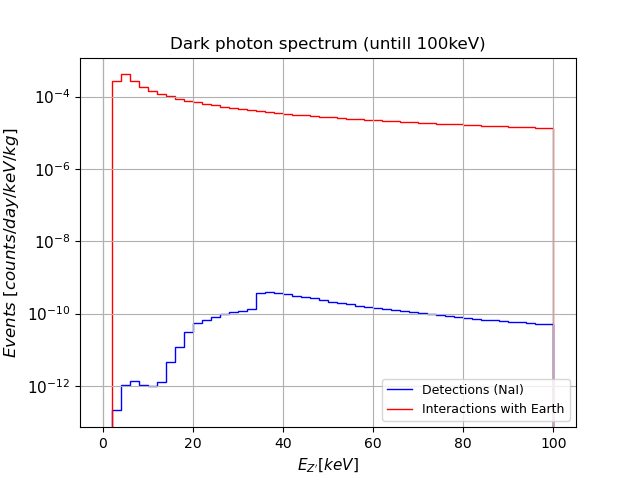 Dark photon spectrum (untill 100keV)
Events [counts/day/keV/kg]
10⁻⁴
10⁻⁶
10⁻⁸
10⁻¹⁰
10⁻¹²
Detections (NaI)
Interactions with Earth
0 20 40 60 80 100
E_Z'[keV]